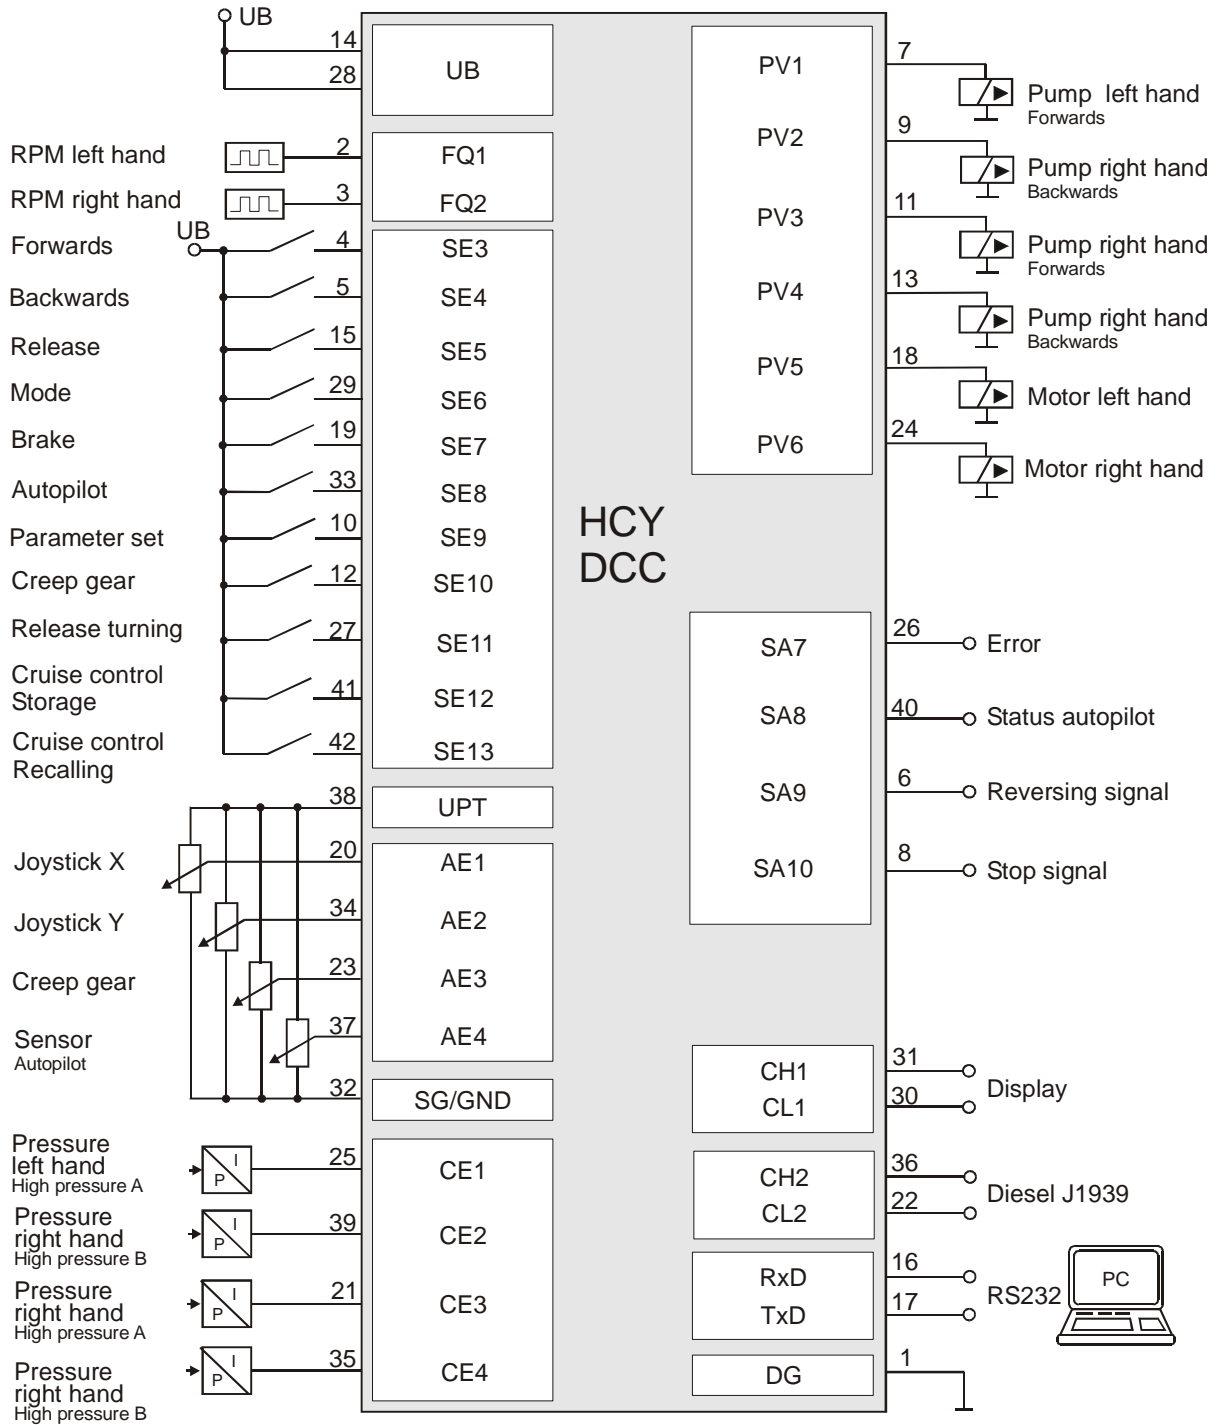 UB
14
28
UB
RPM left hand
2
FQ1
RPM right hand
3
FQ2
UB
Forwards
4
SE3
Backwards
5
SE4
Release
15
SE5
Mode
29
SE6
Brake
19
SE7
Autopilot
33
SE8
Parameter set
10
SE9
Creep gear
12
SE10
Release turning
27
SE11
Cruise control
Storage
41
SE12
Cruise control
Recalling
42
SE13
38
UPT
Joystick X
20
AE1
Joystick Y
34
AE2
Creep gear
23
AE3
Sensor
Autopilot
37
AE4
32
SG/GND
Pressure
left hand
High pressure A
I
P
25
CE1
Pressure
right hand
High pressure B
I
P
39
CE2
Pressure
right hand
High pressure A
I
P
21
CE3
Pressure
right hand
High pressure B
I
P
35
CE4
HCY
DCC
PV1
7
Pump left hand
Forwards
PV2
9
Pump right hand
Backwards
PV3
11
Pump right hand
Forwards
PV4
13
Pump right hand
Backwards
PV5
18
Motor left hand
PV6
24
Motor right hand
SA7
26
Error
SA8
40
Status autopilot
SA9
6
Reversing signal
SA10
8
Stop signal
CH1
31
CL1
30
Display
CH2
36
CL2
22
Diesel J1939
RxD
16
TxD
17
RS232
PC
DG
1